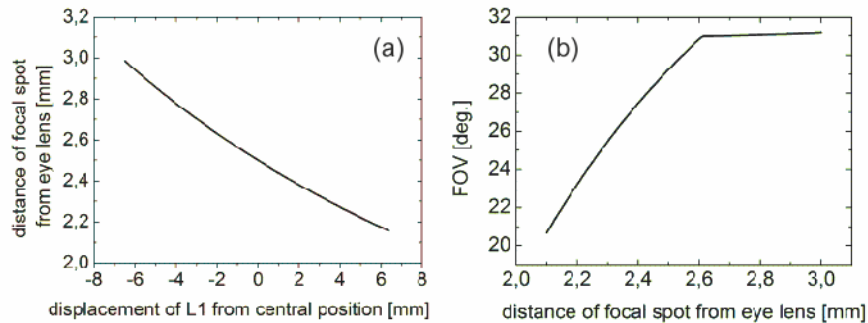 (a)
distance of focal spot
from eye lens [mm]
3,2
3,0
2,8
2,6
2,4
2,2
2,0
-8 -6 -4 -2 0 2 4 6 8
displacement of L1 from central position [mm]
(b)
FOV [deg.]
32
30
28
26
24
22
20
2,0 2,2 2,4 2,6 2,8 3,0
distance of focal spot from eye lens [mm]